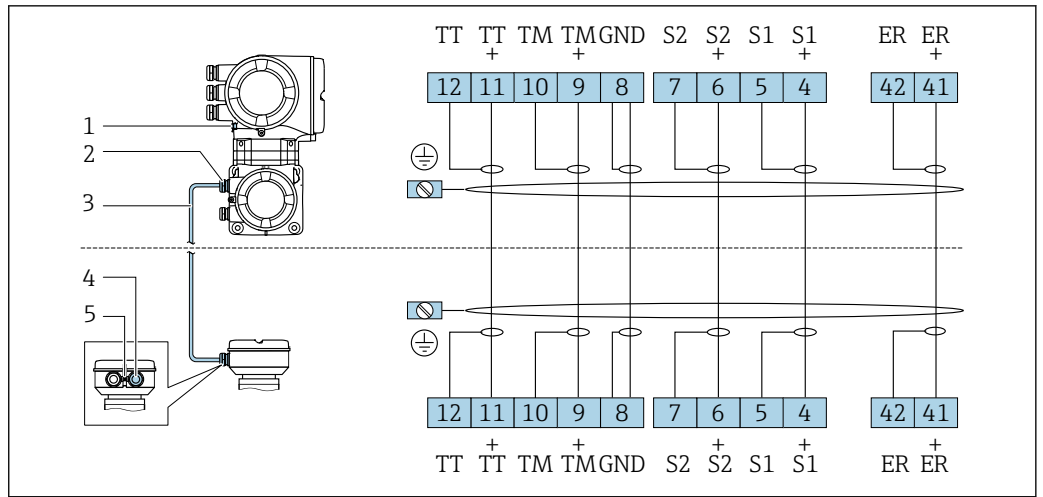 TT TT TM TM GND S2 S2 S1 S1 ER ER
+ + + + +
12 11 10 9 8 7 6 5 4 42 41
1
2
3
4
5
12 11 10 9 8 7 6 5 4 42 41
+ + + + +
TT TT TM TM GND S2 S2 S1 S1 ER ER